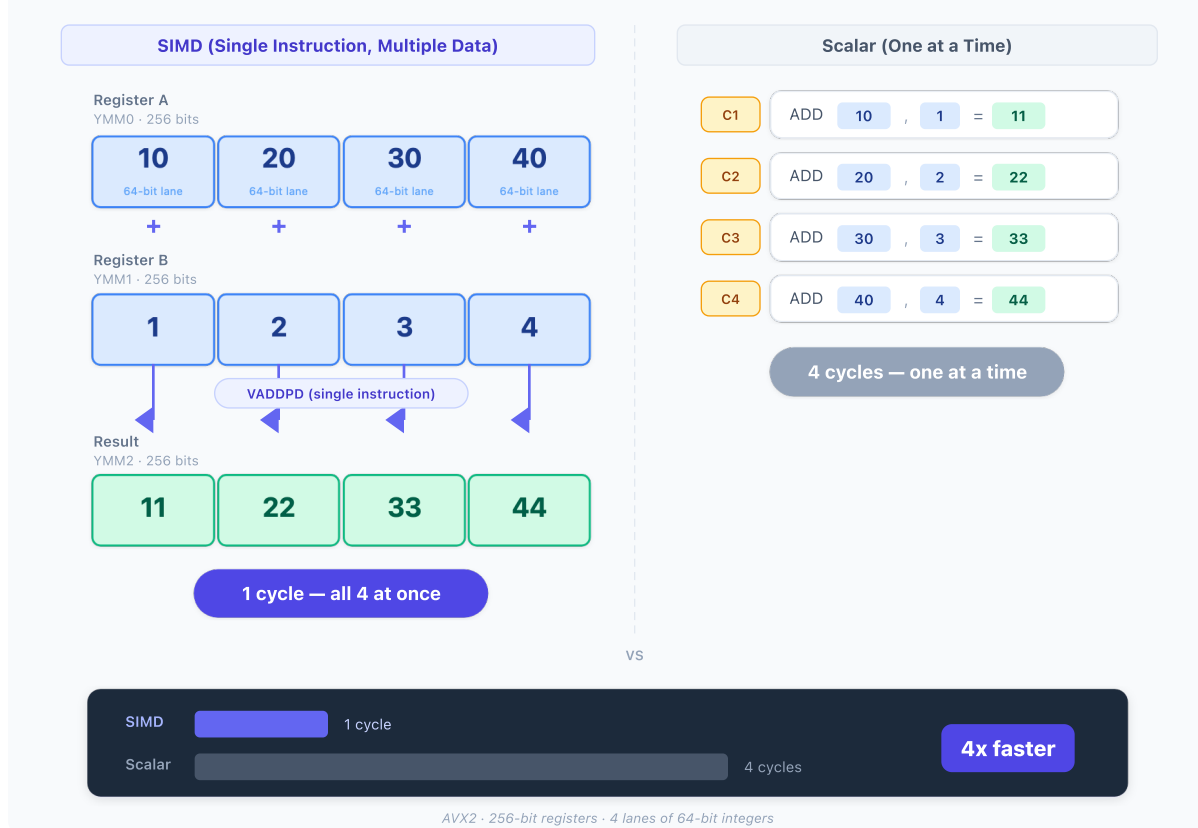 SIMD (Single Instruction, Multiple Data)
Register A
YMM0 · 256 bits
10 20 30 40
64-bit lane 64-bit lane 64-bit lane 64-bit lane
+ + + +
Register B
YMM1 · 256 bits
1 2 3 4
VADDPD (single instruction)
Result
YMM2 · 256 bits
11 22 33 44
1 cycle — all 4 at once
Scalar (One at a Time)
C1 ADD 10 , 1 = 11
C2 ADD 20 , 2 = 22
C3 ADD 30 , 3 = 33
C4 ADD 40 , 4 = 44
4 cycles — one at a time
VS
SIMD 1 cycle
Scalar 4 cycles
4x faster
AVX2 · 256-bit registers · 4 lanes of 64-bit integers